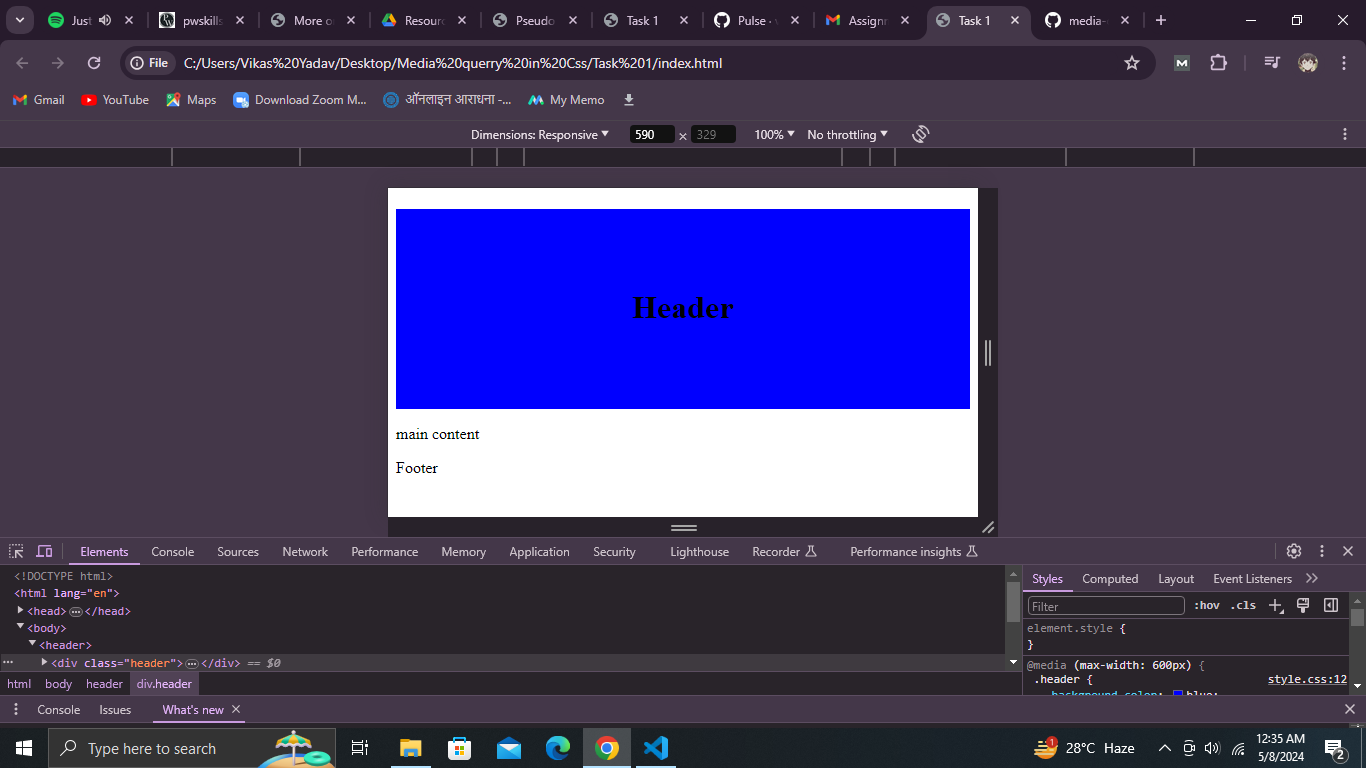 Just
pwskills
More o
Resourc
Pseudo
Task 1
Pulse ·
Assignm
Task 1
media-
File C:/Users/Vikas%20Yadav/Desktop/Media%20querry%20in%20Css/Task%201/index.html
Gmail YouTube Maps Download Zoom M... ऑनलाइन आराधना -... My Memo
Dimensions: Responsive 590 × 329 100% No throttling
Header
main content
Footer
Elements Console Sources Network Performance Memory Application Security Lighthouse Recorder Performance insights
<!DOCTYPE html>
<html lang="en">
<head> </head>
<body>
<header>
<div class="header"> </div> == $0
html body header div.header
Styles Computed Layout Event Listeners
Filter :hov .cls
element.style {
}
@media (max-width: 600px) {
.header { style.css:12
background-color: blue;
Console Issues What's new
Type here to search
28°C Haze
12:35 AM
5/8/2024
2